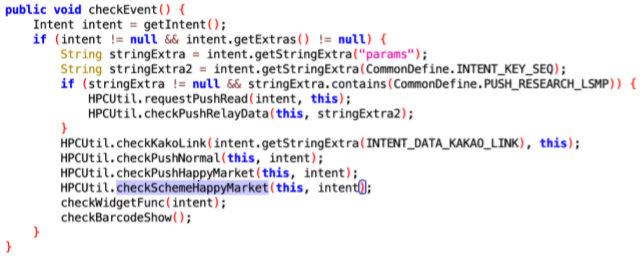 public void checkEvent() {
Intent intent = getIntent();
if (intent != null && intent.getExtras() != null) {
String stringExtra = intent.getStringExtra("params");
String stringExtra2 = intent.getStringExtra(CommonDefine.INTENT_KEY_SEQ);
if (stringExtra != null && stringExtra.contains(CommonDefine.PUSH_RESEARCH_LSMP)) {
HPCUtil.requestPushRead(intent, this);
HPCUtil.checkPushRelayData(this, stringExtra2);
}
HPCUtil.checkKakoLink(intent.getStringExtra(INTENT_DATA_KAKAO_LINK), this);
HPCUtil.checkPushNormal(this, intent);
HPCUtil.checkPushHappyMarket(this, intent);
HPCUtil.checkSchemeHappyMarket(this, intent);
checkWidgetFunc(intent);
checkBarcodeShow();
}
}